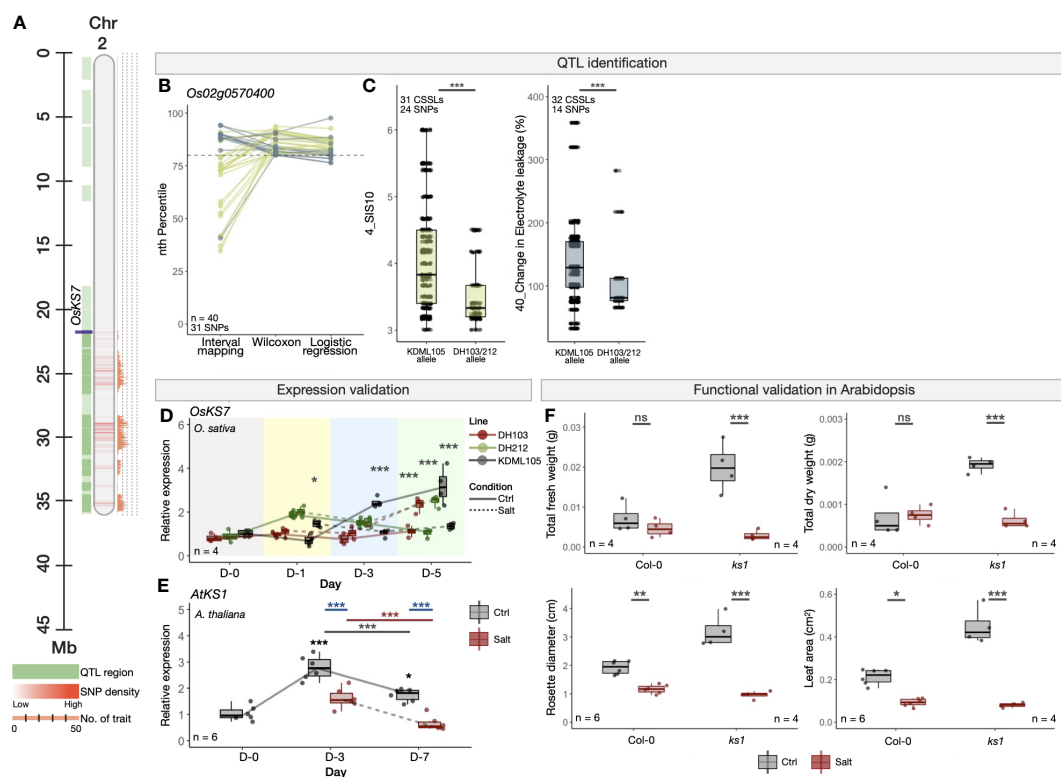 A
Chr
2
0
5
10
15
20
25
30
35
40
45
Mb
OsKS7
QTL region
SNP density
Low
High
No. of trait
0
50
QTL identification
B
Os02g0570400
nth Percentile
100
75
50
25
0
n = 40
31 SNPs
Interval
mapping
Wilcoxon
Logistic
regression
C
31 CSSLs
24 SNPs
***
4_SIS10
6
5
4
3
KDML105
allele
DH103/212
allele
32 CSSLs
14 SNPs
***
40_Change in Electrolyte leakage (%)
400
300
200
100
KDML105
allele
DH103/212
allele
Expression validation
D
OsKS7
O. sativa
Relative expression
6
4
2
0
*
***
***
***
***
n = 4
D-0
D-1
D-3
D-5
Day
Line
DH103
DH212
KDML105
Condition
Ctrl
Salt
E
AtKS1
A. thaliana
Relative expression
5
4
3
2
1
0
***
***
***
***
***
*
n = 6
D-0
D-3
D-7
Day
Ctrl
Salt
Functional validation in Arabidopsis
F
Total fresh weight (g)
0.03
0.02
0.01
0.00
ns
***
n = 4
n = 4
Col-0
ks1
Total dry weight (g)
0.003
0.002
0.001
0.000
ns
***
n = 4
n = 4
Col-0
ks1
Rosette diameter (cm)
5
4
3
2
1
0
**
***
n = 6
n = 4
Col-0
ks1
Leaf area (cm²)
0.6
0.4
0.2
0.0
*
***
n = 6
n = 4
Col-0
ks1
Ctrl
Salt